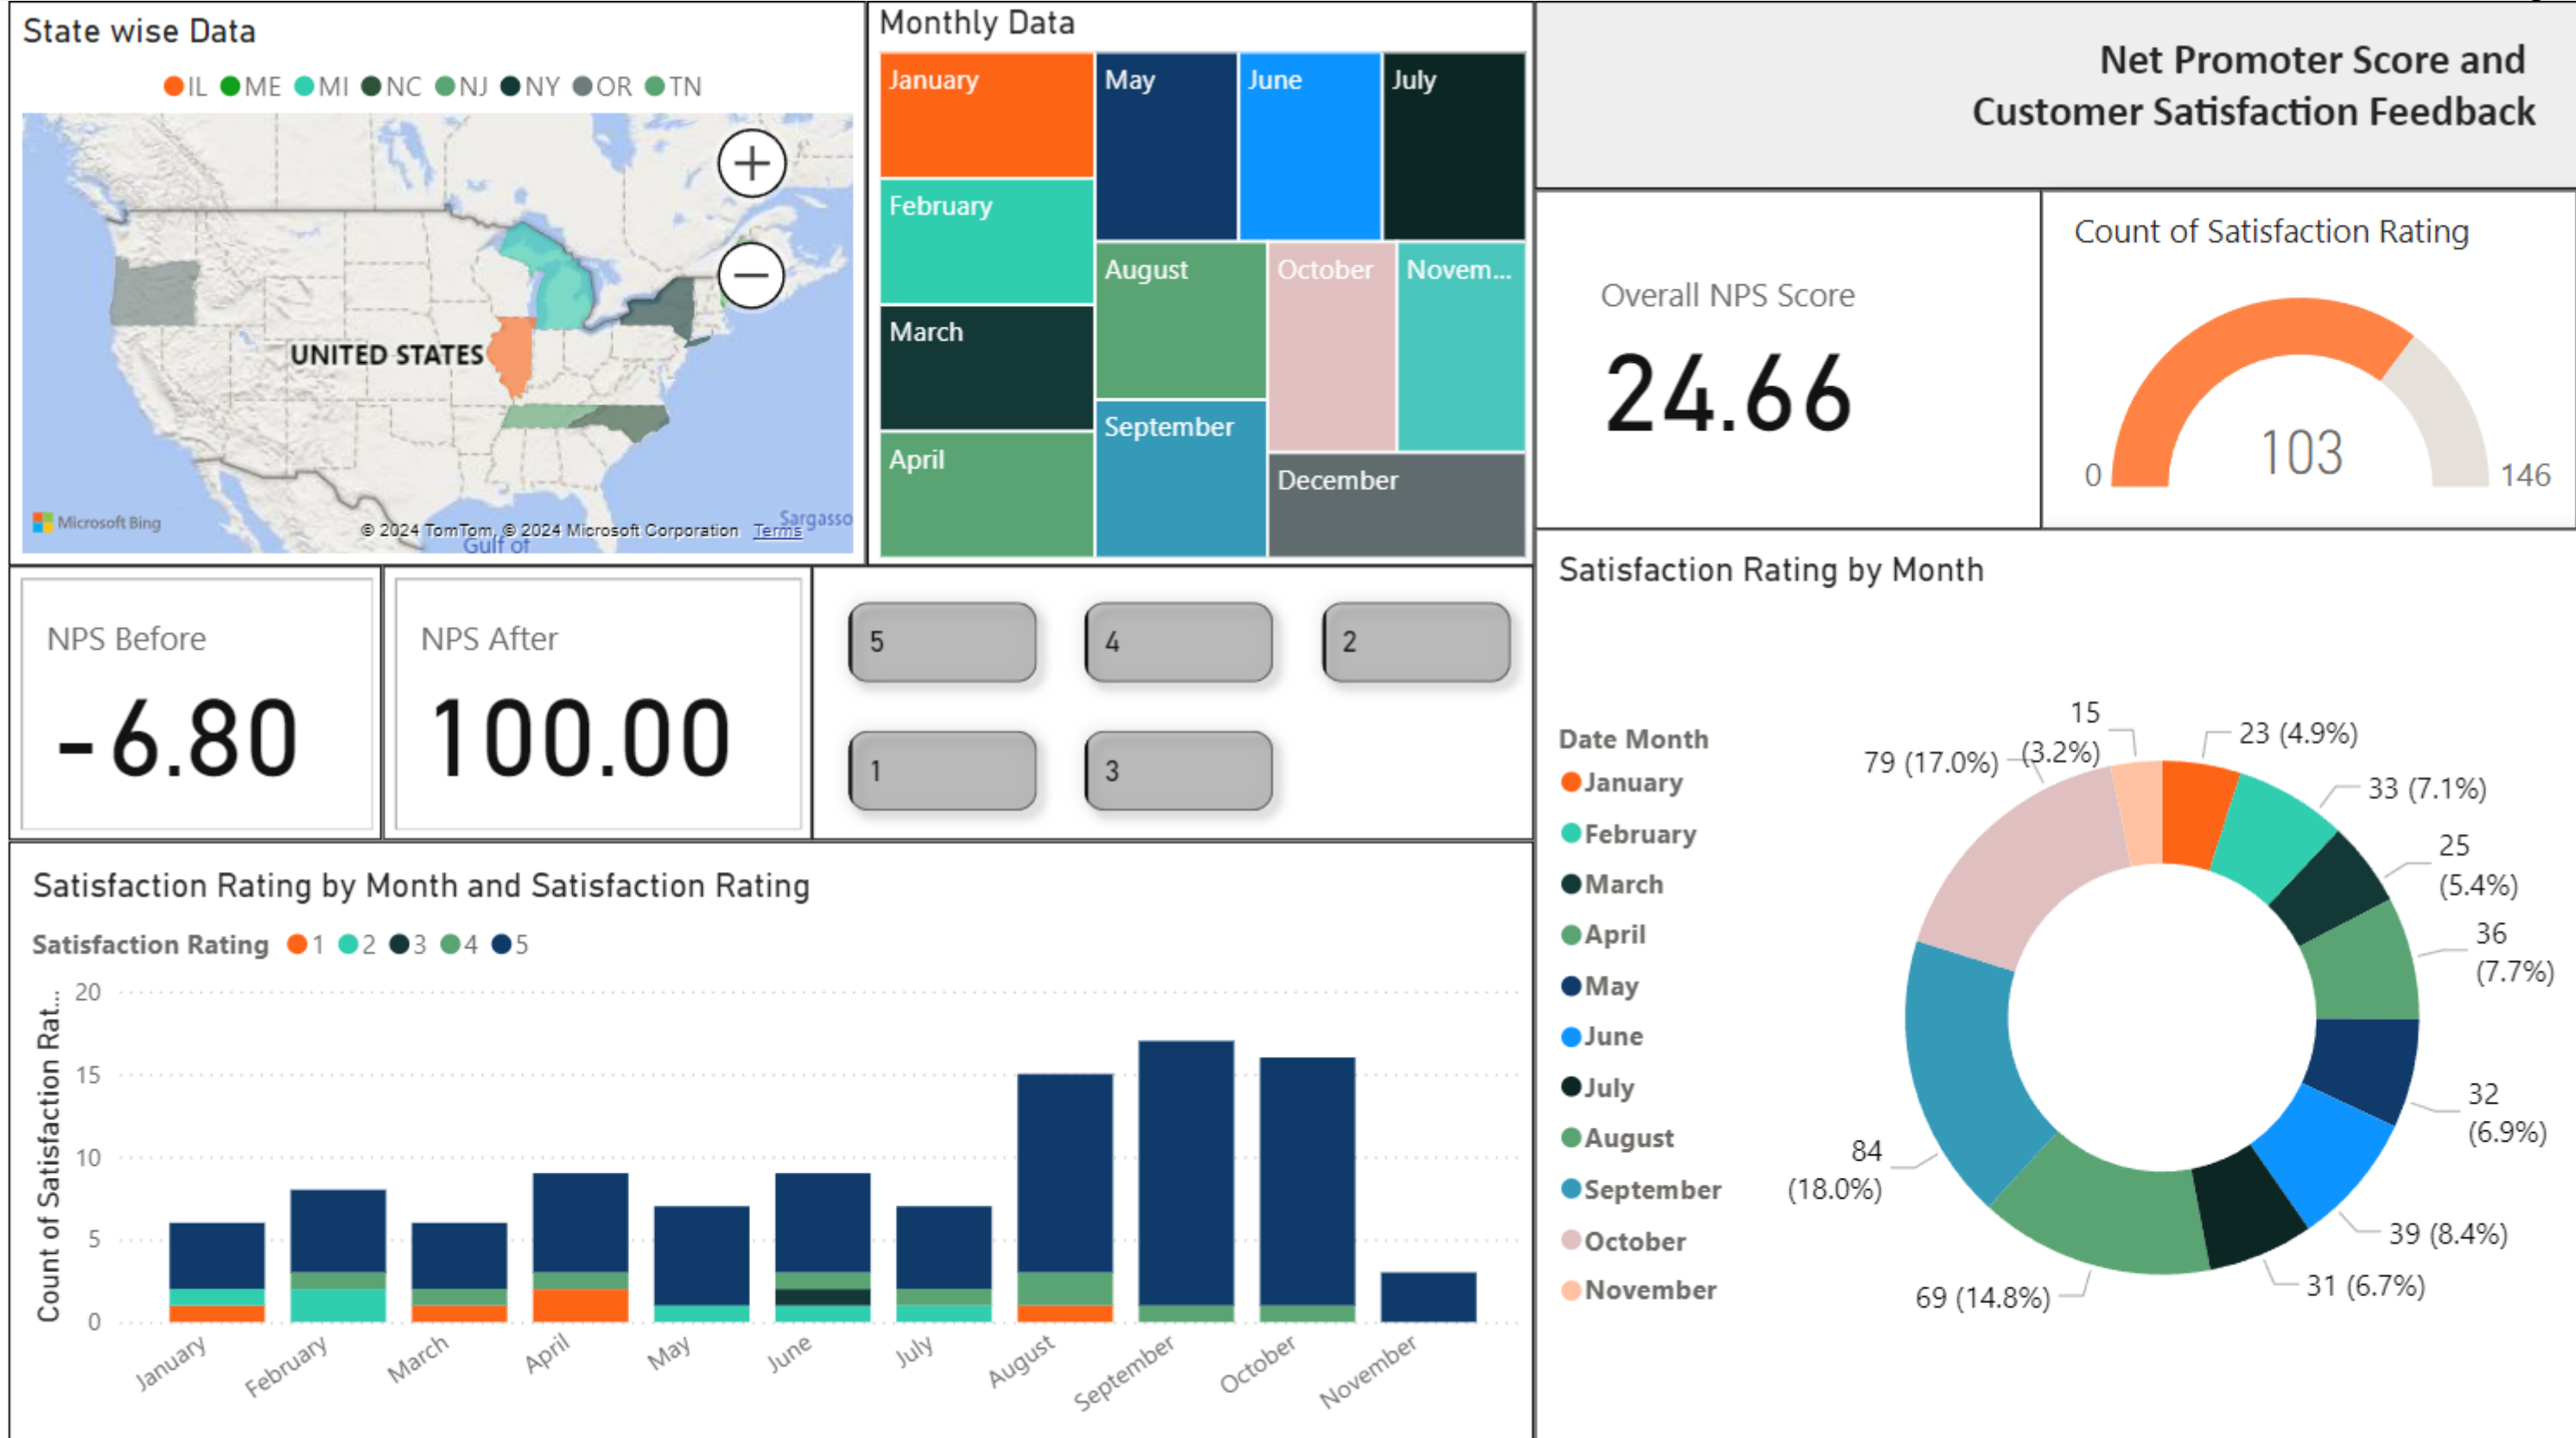 State wise Data
IL ME MI NC NJ NY OR TN
UNITED STATES
Microsoft Bing
© 2024 TomTom, © 2024 Microsoft Corporation Terms
Sargasso
Gulf of
Monthly Data
January
February
March
April
May
June
July
August
September
October
Novem...
December
Net Promoter Score and
Customer Satisfaction Feedback
Overall NPS Score
24.66
Count of Satisfaction Rating
103
0
146
NPS Before
-6.80
NPS After
100.00
5
4
2
1
3
Satisfaction Rating by Month and Satisfaction Rating
Satisfaction Rating 1 2 3 4 5
Count of Satisfaction Rat...
20
15
10
5
0
January
February
March
April
May
June
July
August
September
October
November
Satisfaction Rating by Month
Date Month
January
February
March
April
May
June
July
August
September
October
November
23 (4.9%)
33 (7.1%)
25
(5.4%)
36
(7.7%)
32
(6.9%)
39 (8.4%)
31 (6.7%)
69 (14.8%)
84
(18.0%)
79 (17.0%)
15
(3.2%)